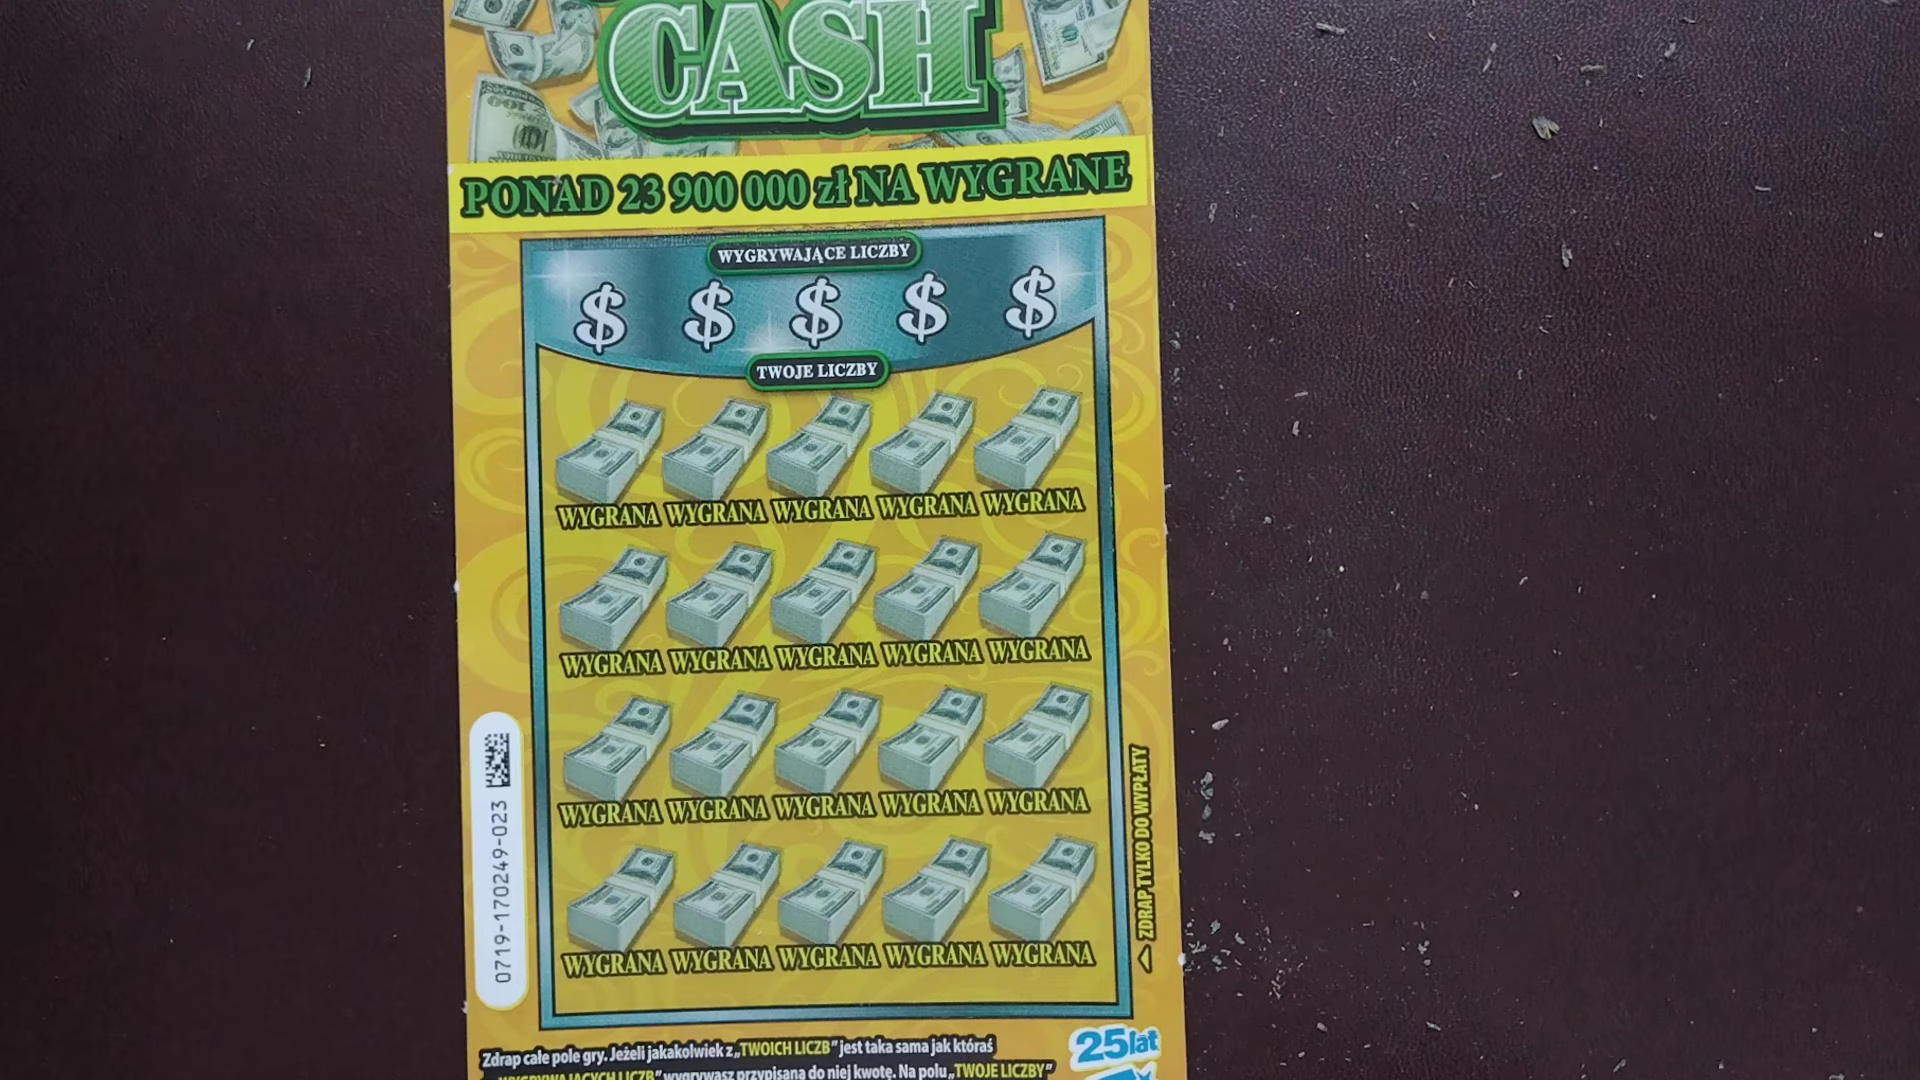 CASH
PONAD 23 900 000 zł NA WYGRANE
WYGRYWAJĄCE LICZBY
$ $ $ $ $
TWOJE LICZBY
WYGRANA WYGRANA WYGRANA WYGRANA WYGRANA
WYGRANA WYGRANA WYGRANA WYGRANA WYGRANA
WYGRANA WYGRANA WYGRANA WYGRANA WYGRANA
WYGRANA WYGRANA WYGRANA WYGRANA WYGRANA
0719-170249-023
ZDRAP TYLKO DO WYPŁATY
Zdrap całe pole gry. Jeżeli jakakolwiek z „TWOICH LICZB” jest taka sama jak któraś
„WYGRYWAJĄCYCH LICZB” wygrywasz przypisaną do niej kwotę. Na polu „TWOJE LICZBY”
25lat